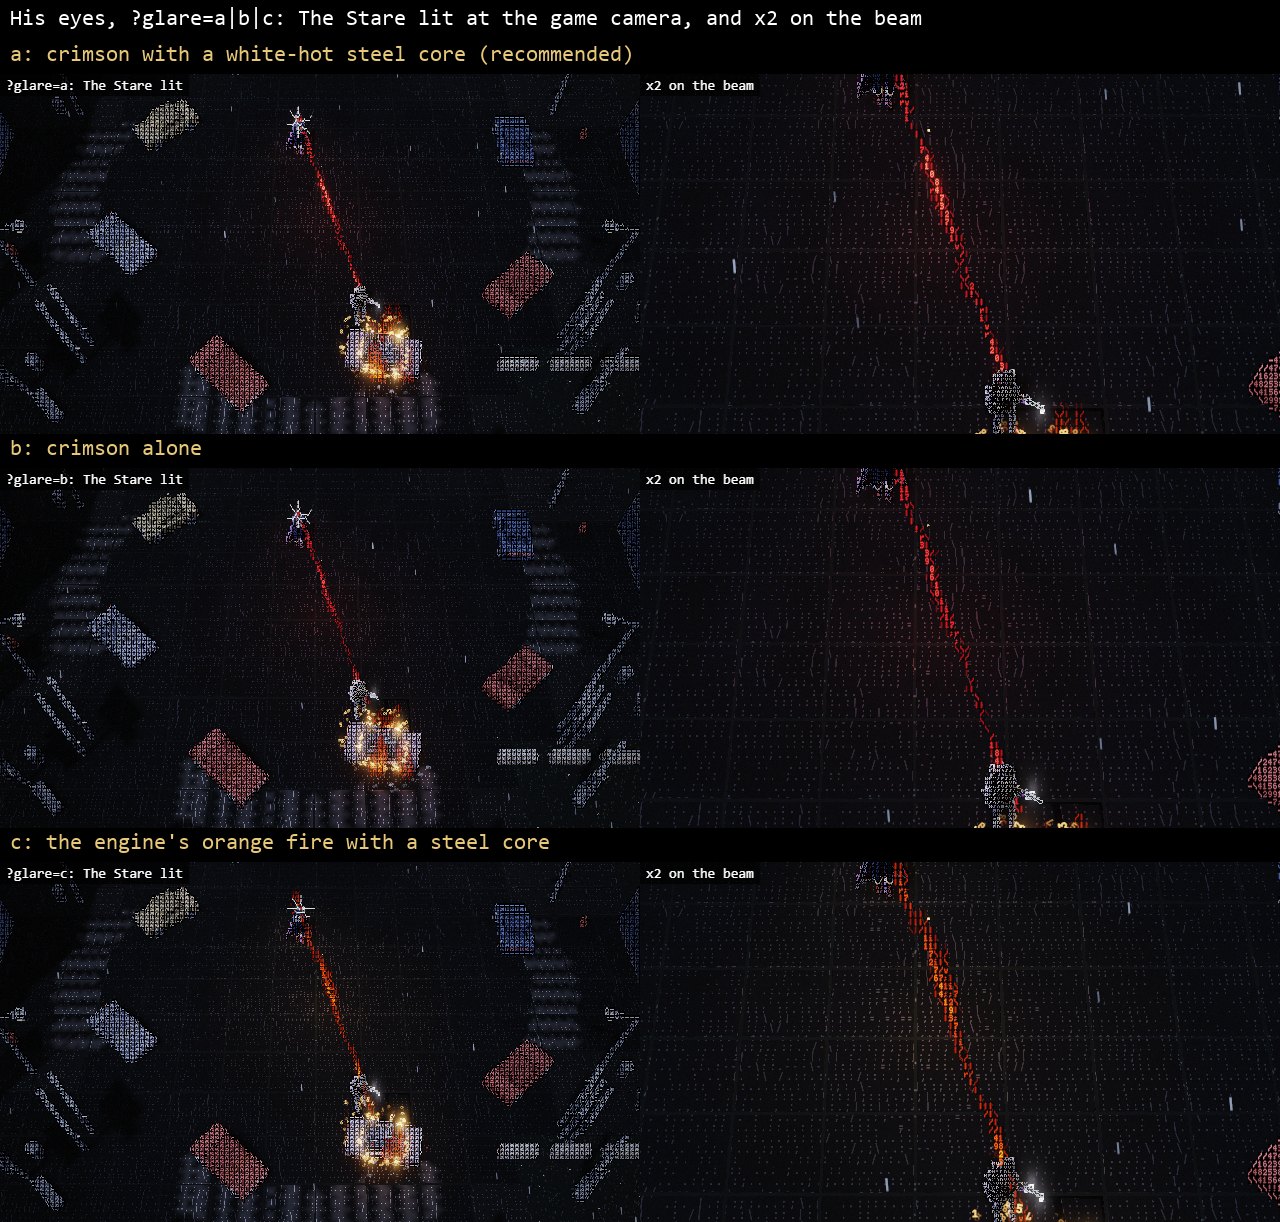 His eyes, ?glare=a|b|c: The Stare lit at the game camera, and x2 on the beam
a: crimson with a white-hot steel core (recommended)
?glare=a: The Stare lit
x2 on the beam
b: crimson alone
?glare=b: The Stare lit
x2 on the beam
c: the engine's orange fire with a steel core
?glare=c: The Stare lit
x2 on the beam